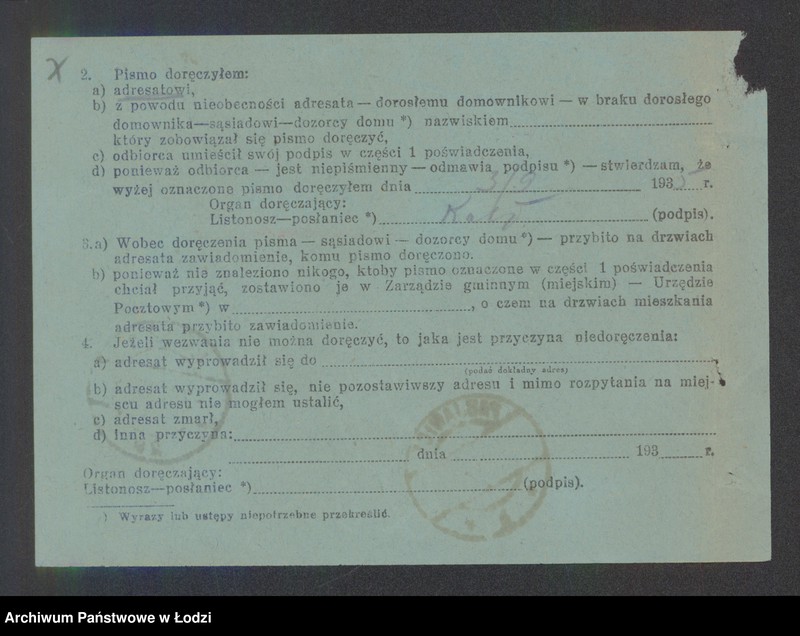 2. Pismo doręczyłem:
a) adresatowi,
b) z powodu nieobecności adresata — dorosłemu domownikowi — w braku dorosłego
domownika—sąsiadowi—dozorcy domu *) nazwiskiem
który zobowiązał się pismo doręczyć,
c) odbiorca umieścił swój podpis w części 1 poświadczenia,
d) ponieważ odbiorca — jest niepiśmienny — odmawia podpisu *) — stwierdzam, że
wyżej oznaczone pismo doręczyłem dnia 3/9 1935 r.
Organ doręczający:
Listonosz—posłaniec *) (podpis).
3. a) Wobec doręczenia pisma — sąsiadowi — dozorcy domu *) — przybito na drzwiach
adresata zawiadomienie, komu pismo doręczono.
b) ponieważ nie znaleziono nikogo, ktoby pismo oznaczone w części 1 poświadczenia
chciał przyjąć, zostawiono je w Zarządzie gminnym (miejskim) — Urzędzie
Pocztowym *) w , o czem na drzwiach mieszkania
adresata przybito zawiadomienie.
4. Jeżeli wezwania nie można doręczyć, to jaka jest przyczyna niedoręczenia:
a) adresat wyprowadził się do
(podać dokładny adres)
b) adresat wyprowadził się, nie pozostawiwszy adresu i mimo rozpytania na miej-
scu adresu nie mogłem ustalić,
c) adresat zmarł,
d) inna przyczyna:
dnia 193 r.
Organ doręczający:
Listonosz—posłaniec *) (podpis).
*) Wyrazy lub ustępy niepotrzebne przekreślić.
Archiwum Państwowe w Łodzi